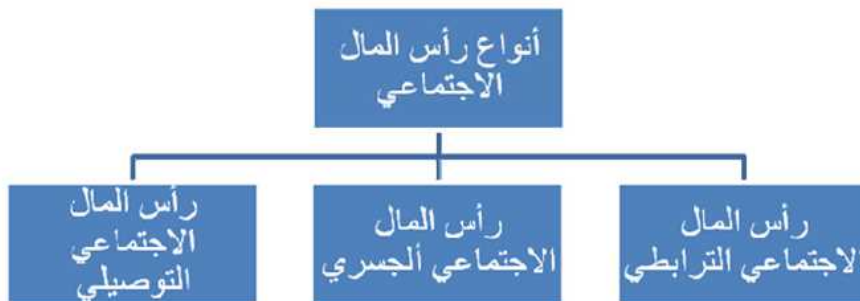 أنواع رأس المال
الاجتماعي
رأس المال
الاجتماعي الترابطي
رأس المال
الاجتماعي ألجسري
رأس المال
الاجتماعي
التوصيلي